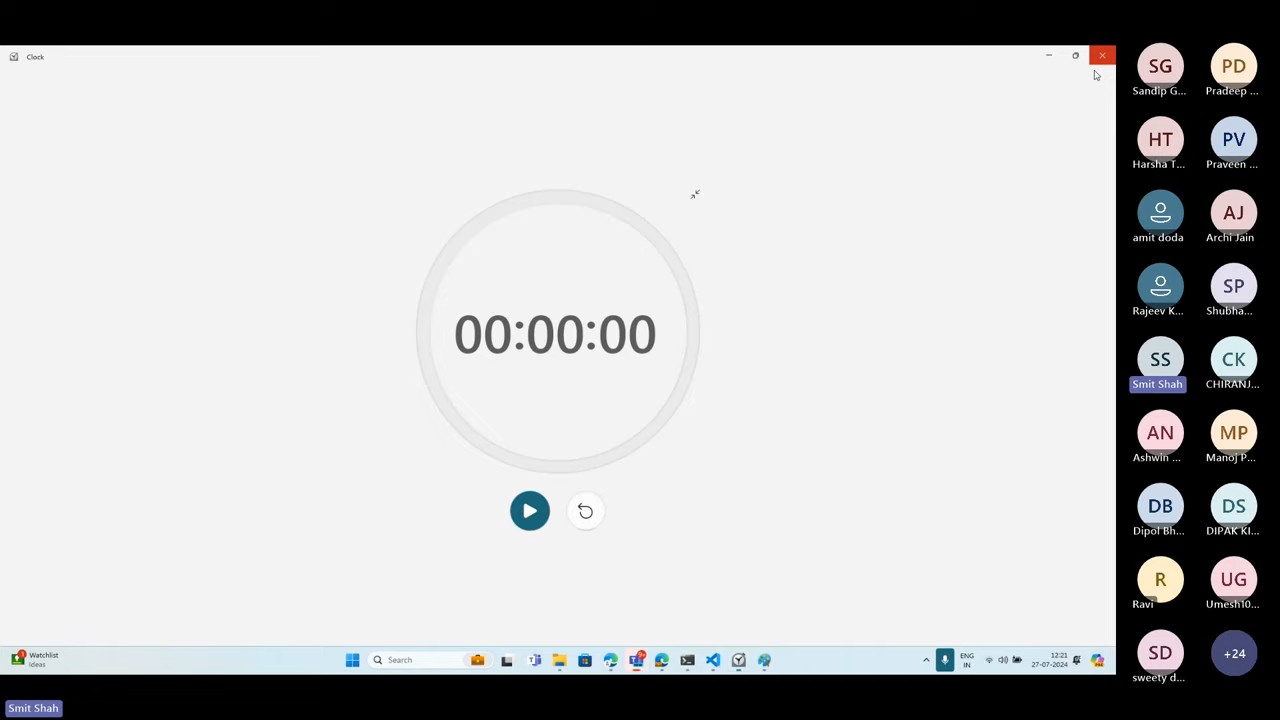 Clock
00:00:00
SG
Sandip G...
PD
Pradeep ...
HT
Harsha T...
PV
Praveen ...
amit doda
AJ
Archi Jain
Rajeev K...
SP
Shubha...
SS
Smit Shah
CK
CHIRANJ...
AN
Ashwin ...
MP
Manoj P...
DB
Dipol Bh...
DS
DIPAK KI...
R
Ravi
UG
Umesh10...
SD
sweety d...
+24
Watchlist
Ideas
Search
ENG
IN
12:21
27-07-2024
Smit Shah